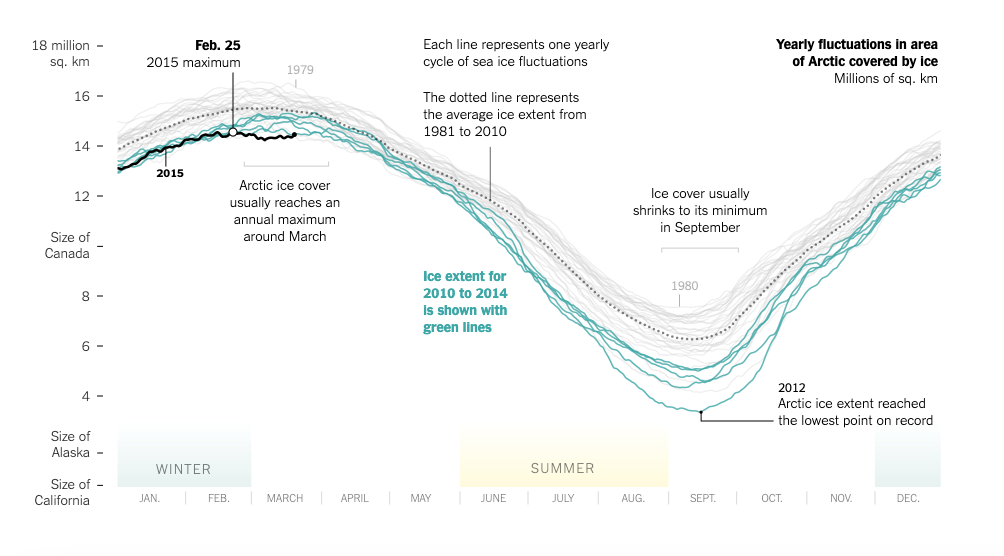 18 million
sq. km
Feb. 25
2015 maximum
1979
Each line represents one yearly
cycle of sea ice fluctuations
The dotted line represents
the average ice extent from
1981 to 2010
Yearly fluctuations in area
of Arctic covered by ice
Millions of sq. km
16
14
12
Size of
Canada
8
6
4
Size of
Alaska
Size of
California
2015
Arctic ice cover
usually reaches an
annual maximum
around March
Ice cover usually
shrinks to its minimum
in September
1980
Ice extent for
2010 to 2014
is shown with
green lines
2012
Arctic ice extent reached
the lowest point on record
WINTER
SUMMER
JAN. FEB. MARCH APRIL MAY JUNE JULY AUG. SEPT. OCT. NOV. DEC.